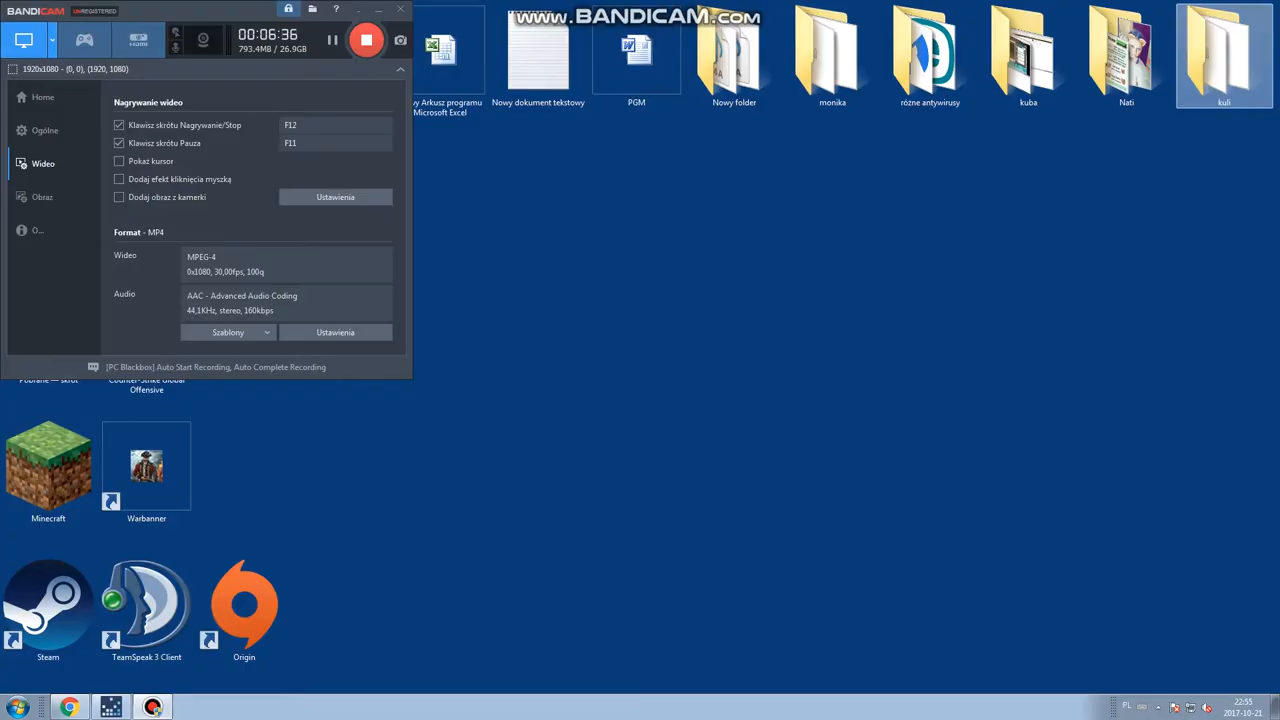 BANDICAM UNREGISTERED
WWW.BANDICAM.COM
HDMI
00:06:36
793.4MB / 26.9GB
1920x1080 - (0, 0), (1920, 1080)
Home
Ogólne
Wideo
Obraz
O...
Nagrywanie wideo
Klawisz skrótu Nagrywanie/Stop
F12
Klawisz skrótu Pauza
F11
Pokaż kursor
Dodaj efekt kliknięcia myszką
Dodaj obraz z kamerki
Ustawienia
Format - MP4
Wideo
MPEG-4
0x1080, 30,00fps, 100q
Audio
AAC - Advanced Audio Coding
44,1KHz, stereo, 160kbps
Szablony
Ustawienia
[PC Blackbox] Auto Start Recording, Auto Complete Recording
wy Arkusz programu
Microsoft Excel
Nowy dokument tekstowy
PGM
Nowy folder
monika
różne antywirusy
kuba
Nati
kuli
Pobrane — skrót
Counter-Strike Global
Offensive
Minecraft
Warbanner
Steam
TeamSpeak 3 Client
Origin
PL
22:55
2017-10-21